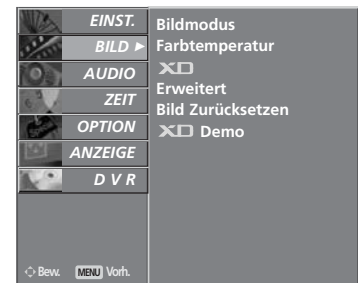 EINST.
BILD ►
AUDIO
ZEIT
OPTION
ANZEIGE
D V R
Bildmodus
Farbtemperatur
XD
Erweitert
Bild Zurücksetzen
XD Demo
Bew. MENU Vorh.